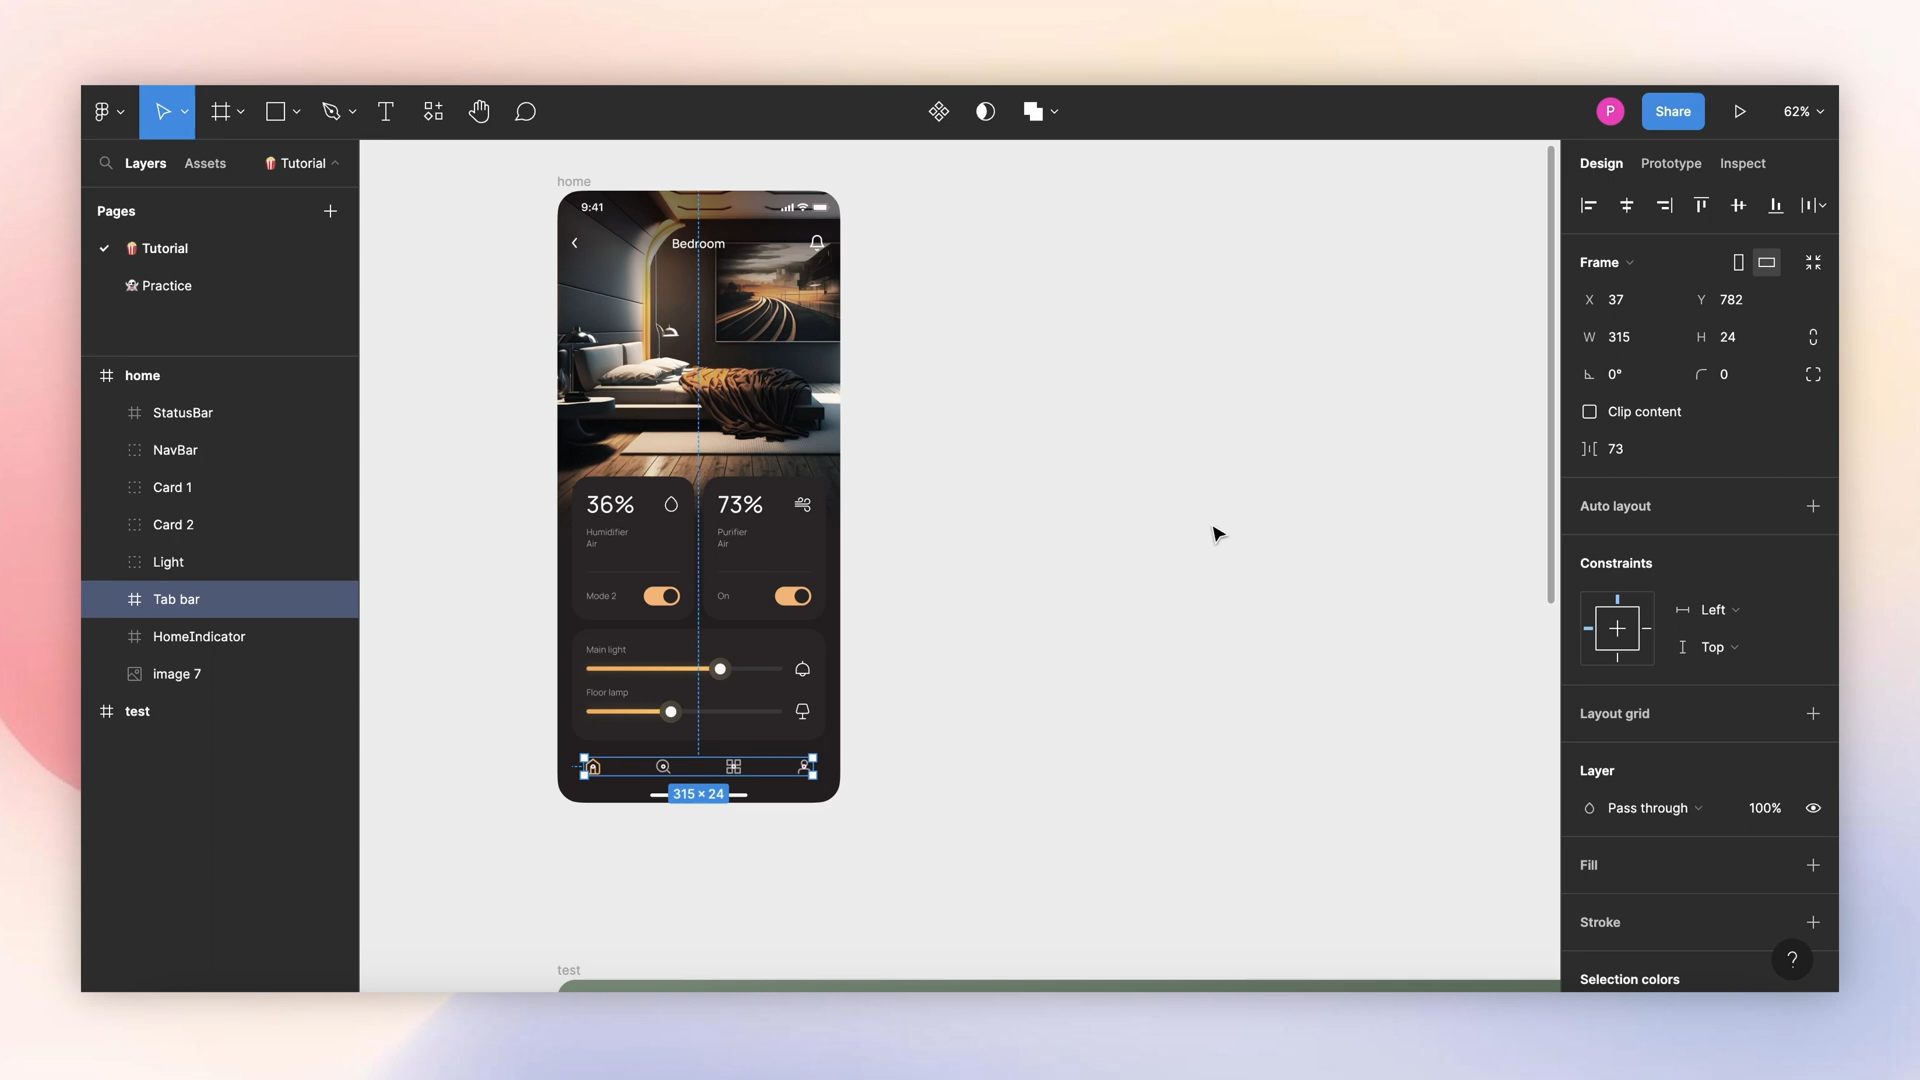 P
Share
62%
Layers
Assets
Tutorial
Pages
Tutorial
Practice
home
StatusBar
NavBar
Card 1
Card 2
Light
Tab bar
HomeIndicator
image 7
test
home
9:41
Bedroom
36%
Humidifier
Air
Mode 2
73%
Purifier
Air
On
Main light
Floor lamp
315 × 24
test
Design
Prototype
Inspect
Frame
X 37
Y 782
W 315
H 24
0°
0
Clip content
73
Auto layout
Constraints
Left
Top
Layout grid
Layer
Pass through
100%
Fill
Stroke
?
Selection colors